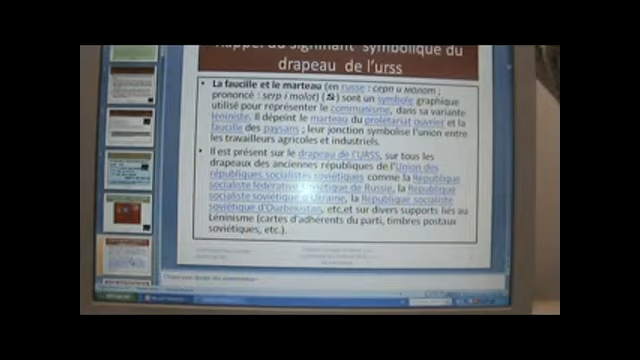 Rappel du signifiant symbolique du
drapeau de l'urss
• La faucille et le marteau (en russe : серп и молот ;
prononcé : serp i molot) (☭) sont un symbole graphique
utilisé pour représenter le communisme, dans sa variante
léniniste. Il dépeint le marteau du prolétariat ouvrier et la
faucille des paysans ; leur jonction symbolise l'union entre
les travailleurs agricoles et industriels.
• Il est présent sur le drapeau de l'URSS, sur tous les
drapeaux des anciennes républiques de l'Union des
républiques socialistes soviétiques comme la République
socialiste fédérative soviétique de Russie, la République
socialiste soviétique d'Ukraine, la République socialiste
soviétique d'Ouzbékistan, etc.et sur divers supports liés au
Léninisme (cartes d'adhérents du parti, timbres postaux
soviétiques, etc.).